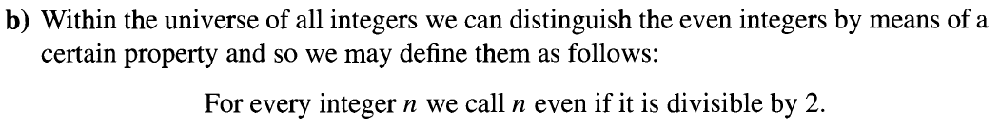 b) Within the universe of all integers we can distinguish the even integers by means of a
certain property and so we may define them as follows:
For every integer n we call n even if it is divisible by 2.